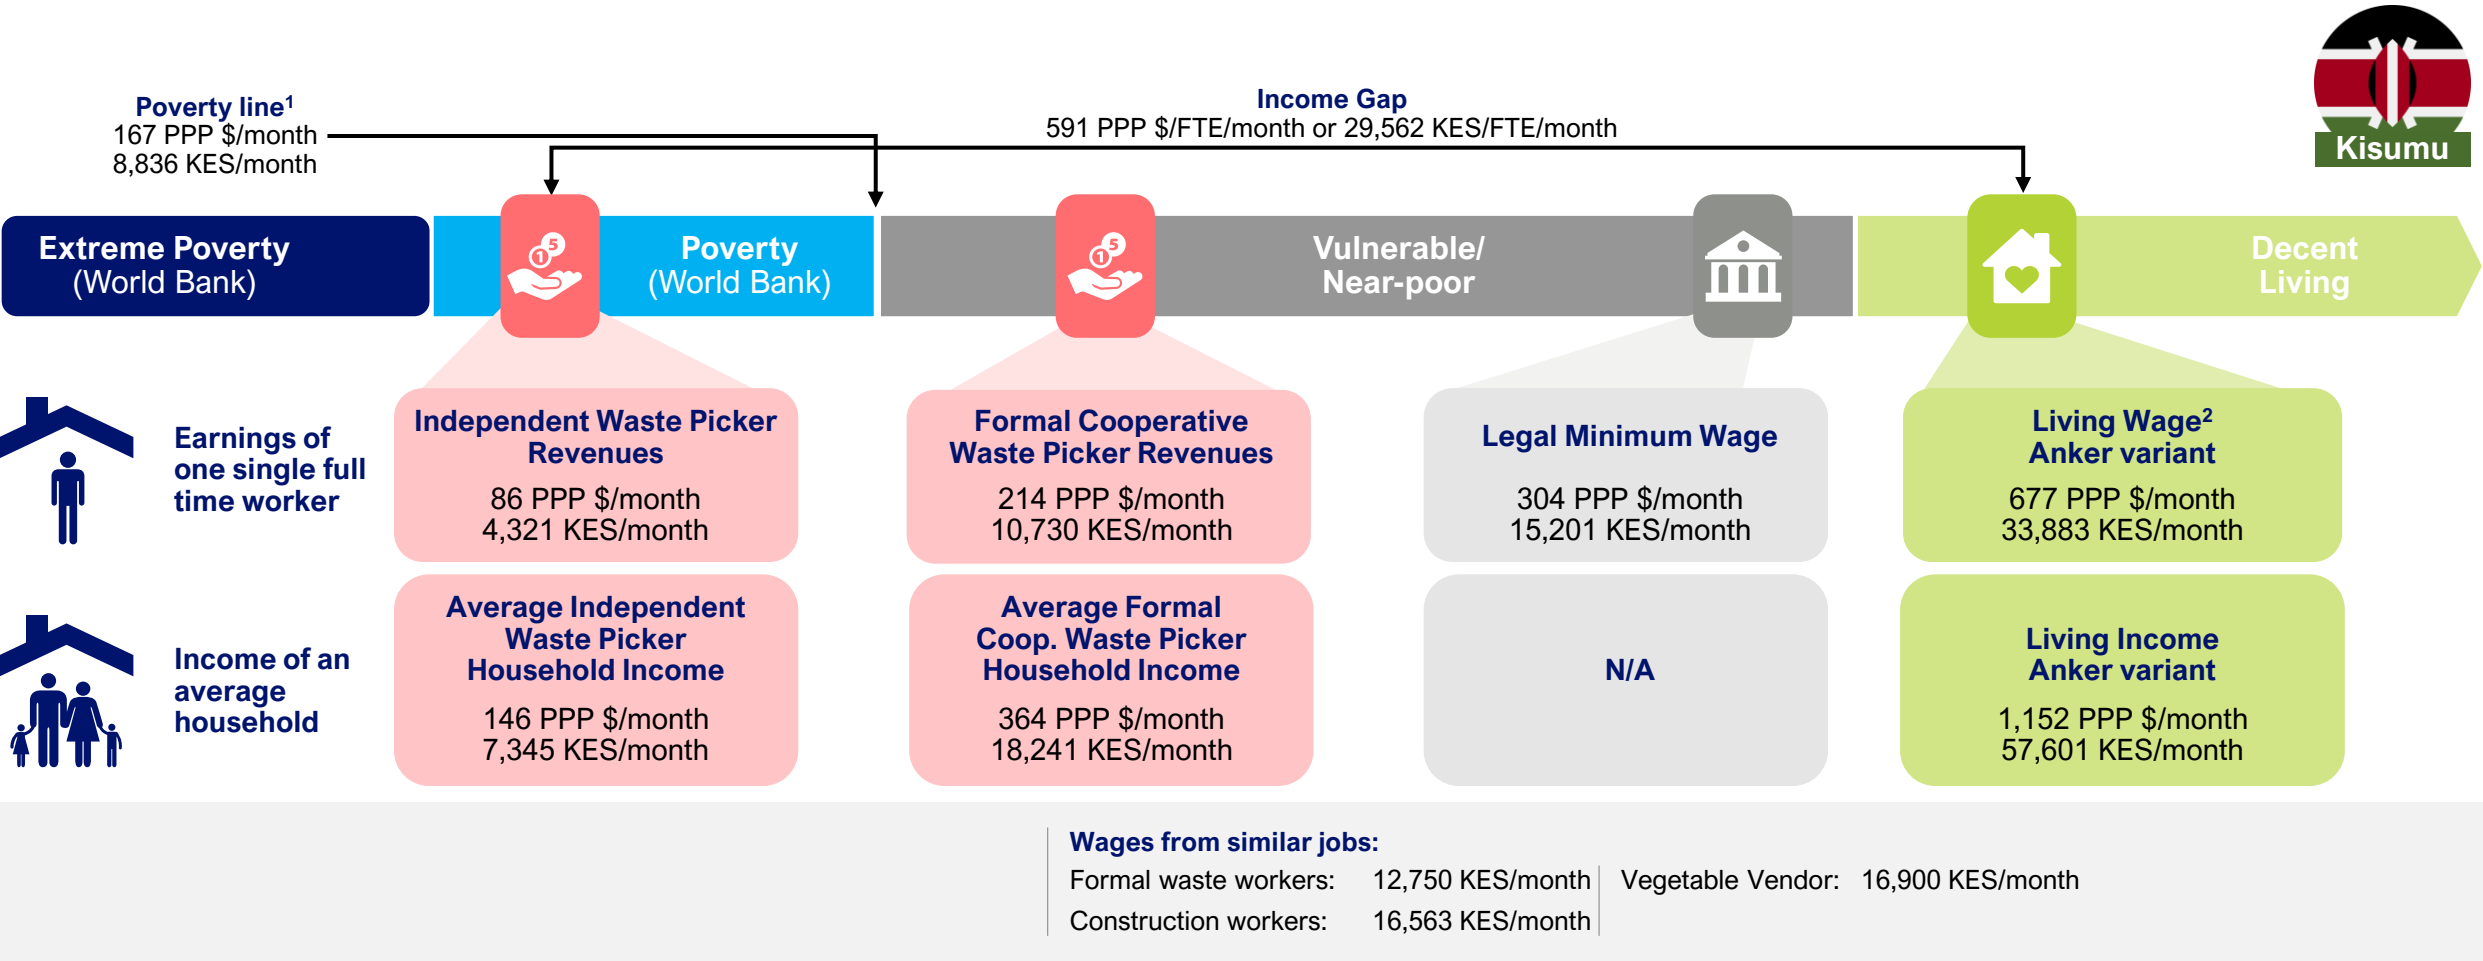 Poverty line¹
167 PPP $/month
8,836 KES/month
Income Gap
591 PPP $/FTE/month or 29,562 KES/FTE/month
Kisumu
Extreme Poverty
(World Bank)
5
1
Poverty
(World Bank)
5
1
Vulnerable/
Near-poor
Decent
Living
Earnings of
one single full
time worker
Independent Waste Picker
Revenues
86 PPP $/month
4,321 KES/month
Formal Cooperative
Waste Picker Revenues
214 PPP $/month
10,730 KES/month
Legal Minimum Wage
304 PPP $/month
15,201 KES/month
Living Wage²
Anker variant
677 PPP $/month
33,883 KES/month
Income of an
average
household
Average Independent
Waste Picker
Household Income
146 PPP $/month
7,345 KES/month
Average Formal
Coop. Waste Picker
Household Income
364 PPP $/month
18,241 KES/month
N/A
Living Income
Anker variant
1,152 PPP $/month
57,601 KES/month
Wages from similar jobs:
Formal waste workers: 12,750 KES/month
Construction workers: 16,563 KES/month
Vegetable Vendor: 16,900 KES/month